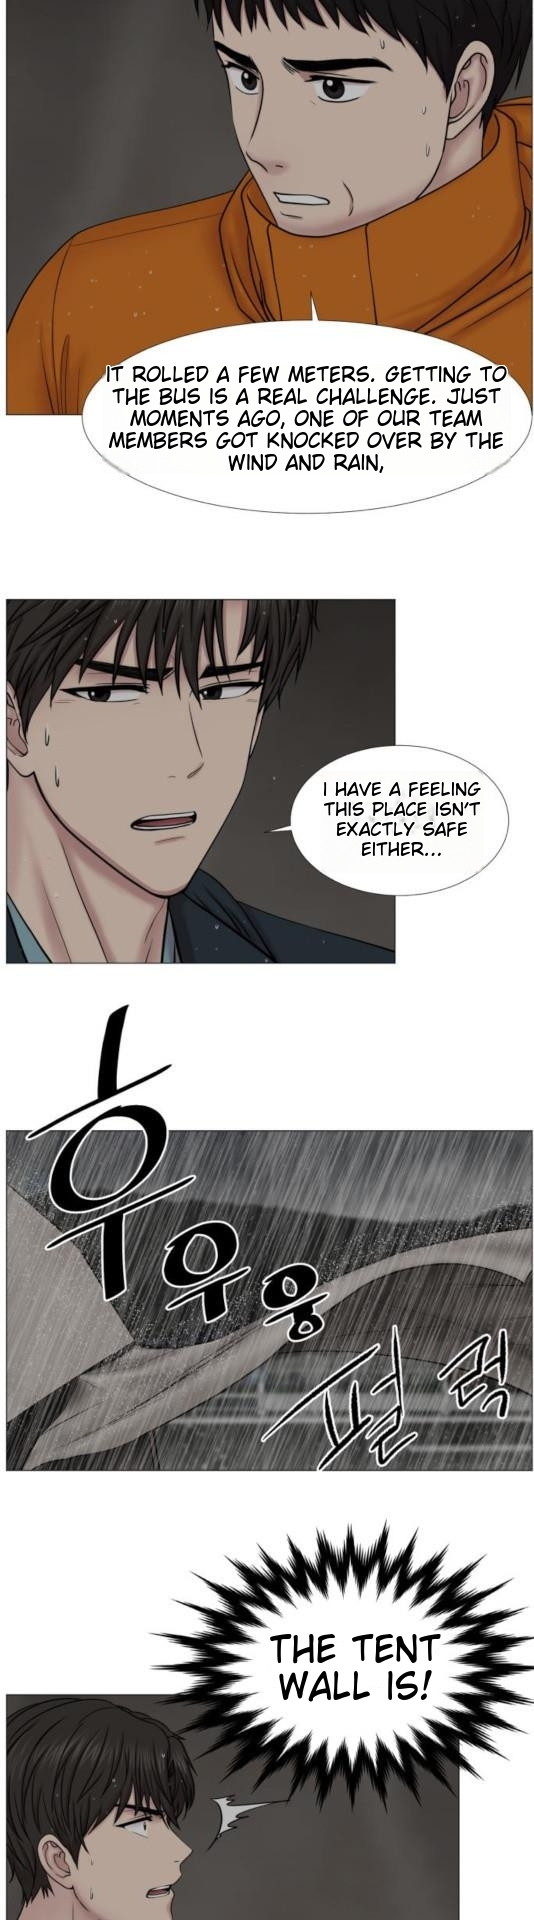 IT ROLLED A FEW METERS. GETTING TO
THE BUS IS A REAL CHALLENGE. JUST
MOMENTS AGO, ONE OF OUR TEAM
MEMBERS GOT KNOCKED OVER BY THE
WIND AND RAIN,
I HAVE A FEELING
THIS PLACE ISN'T
EXACTLY SAFE
EITHER...
후우우웅
펄럭
THE TENT
WALL IS!